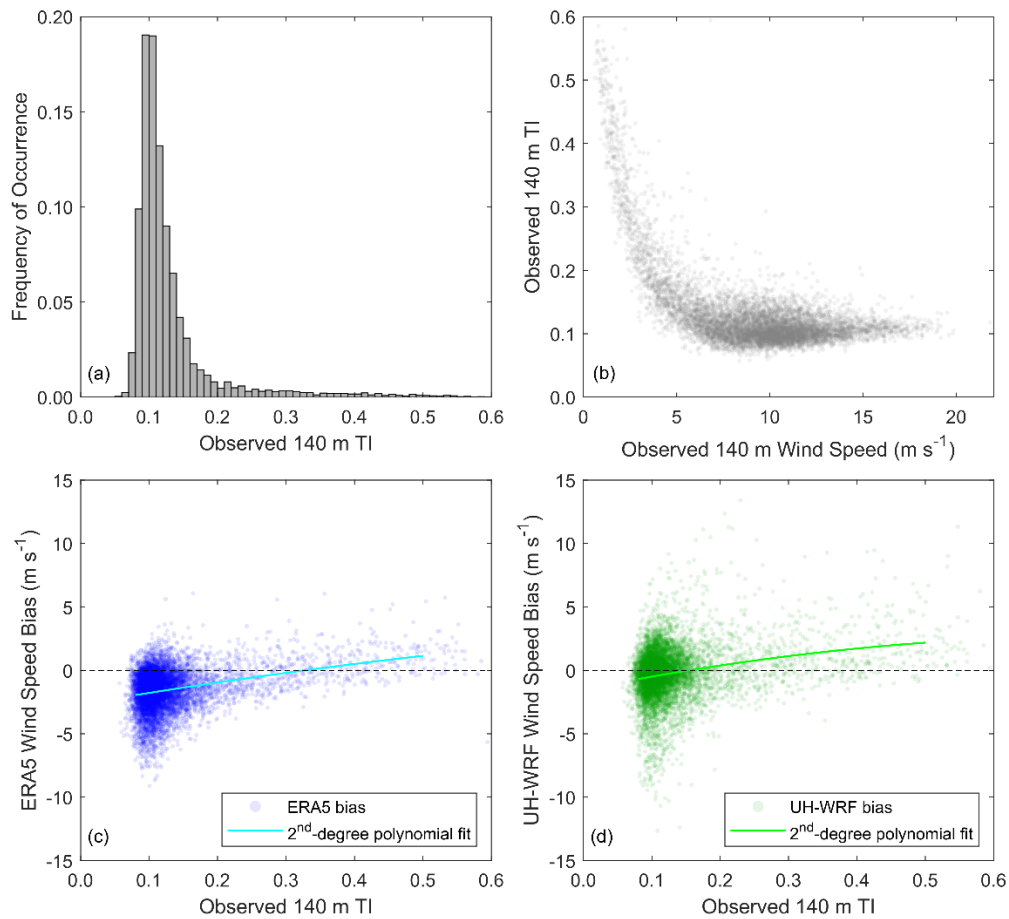 Frequency of Occurrence
0.20
0.15
0.10
0.05
0.00
(a)
0.0 0.1 0.2 0.3 0.4 0.5 0.6
Observed 140 m TI
Observed 140 m TI
0.6
0.5
0.4
0.3
0.2
0.1
0.0
(b)
0 5 10 15 20
Observed 140 m Wind Speed (m s⁻¹)
ERA5 Wind Speed Bias (m s⁻¹)
15
10
5
0
-5
-10
-15
ERA5 bias
2ⁿᵈ-degree polynomial fit
(c)
0.0 0.1 0.2 0.3 0.4 0.5 0.6
Observed 140 m TI
UH-WRF Wind Speed Bias (m s⁻¹)
15
10
5
0
-5
-10
-15
UH-WRF bias
2ⁿᵈ-degree polynomial fit
(d)
0.0 0.1 0.2 0.3 0.4 0.5 0.6
Observed 140 m TI